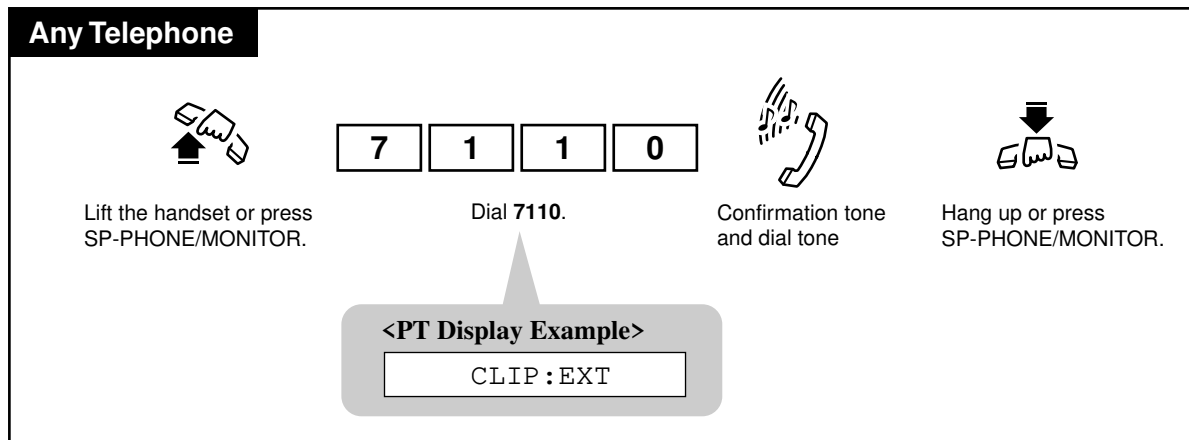 Any Telephone
7 1 1 0
Lift the handset or press
SP-PHONE/MONITOR.
Dial 7110.
Confirmation tone
and dial tone
Hang up or press
SP-PHONE/MONITOR.
<PT Display Example>
CLIP:EXT